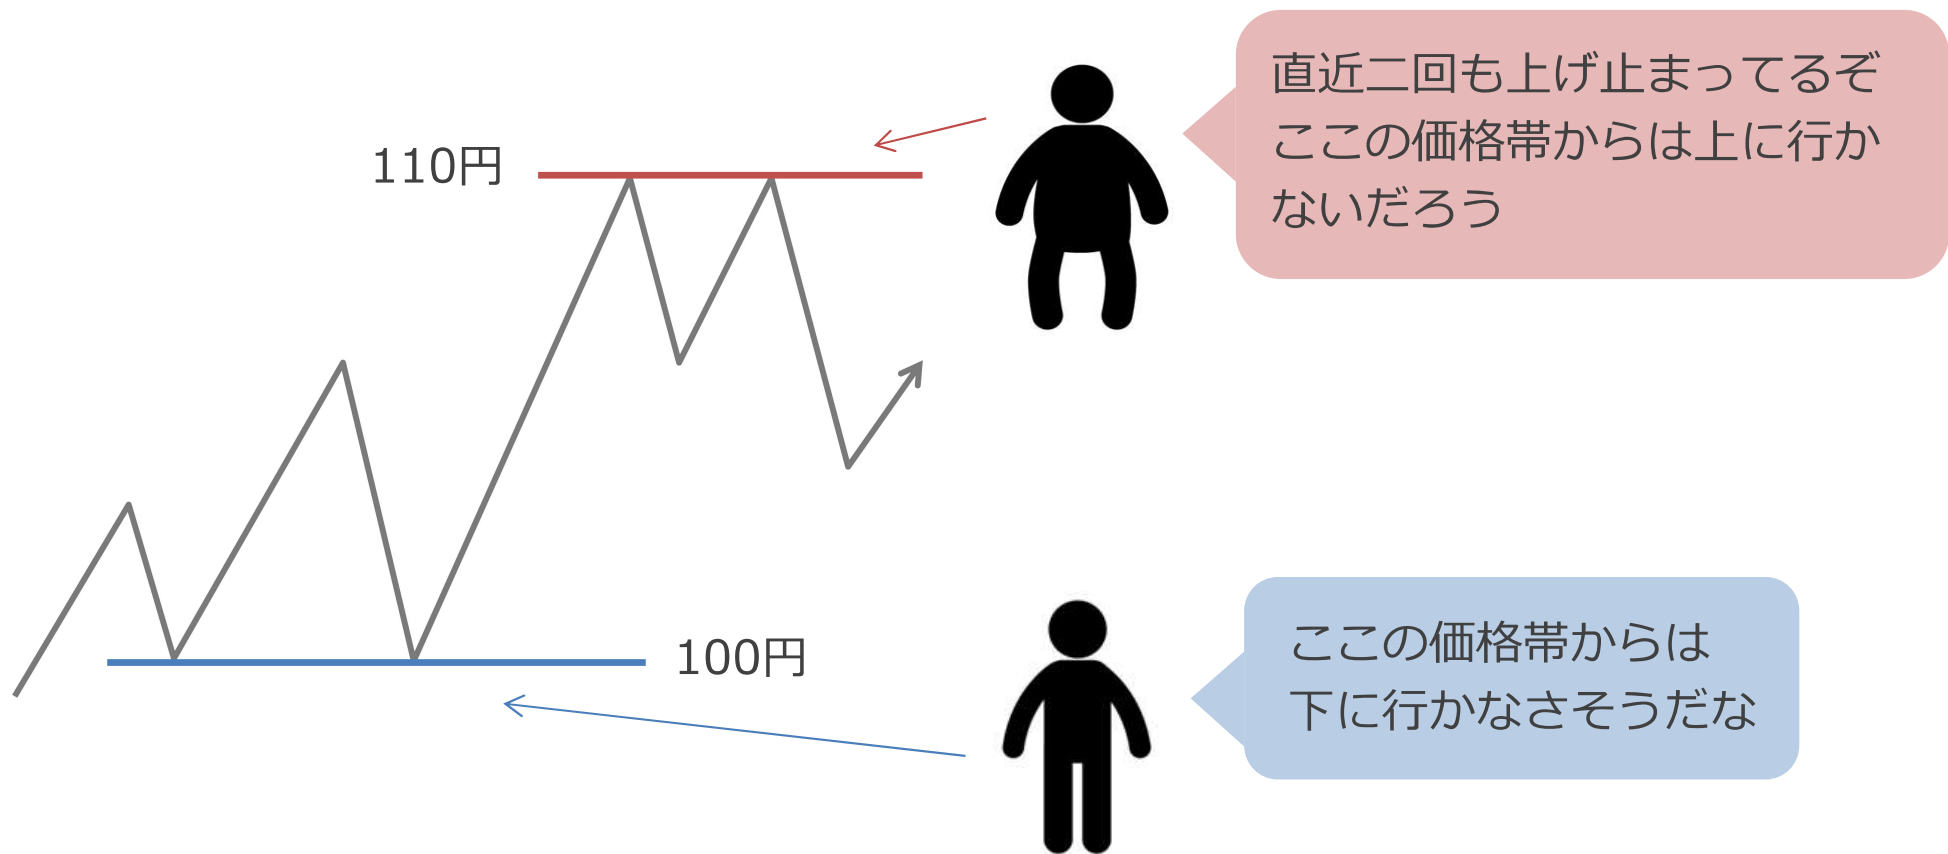 直近二回も上げ止まってるぞ
ここの価格帯からは上に行か
ないだろう
110円
100円
ここの価格帯からは
下に行かなさそうだな